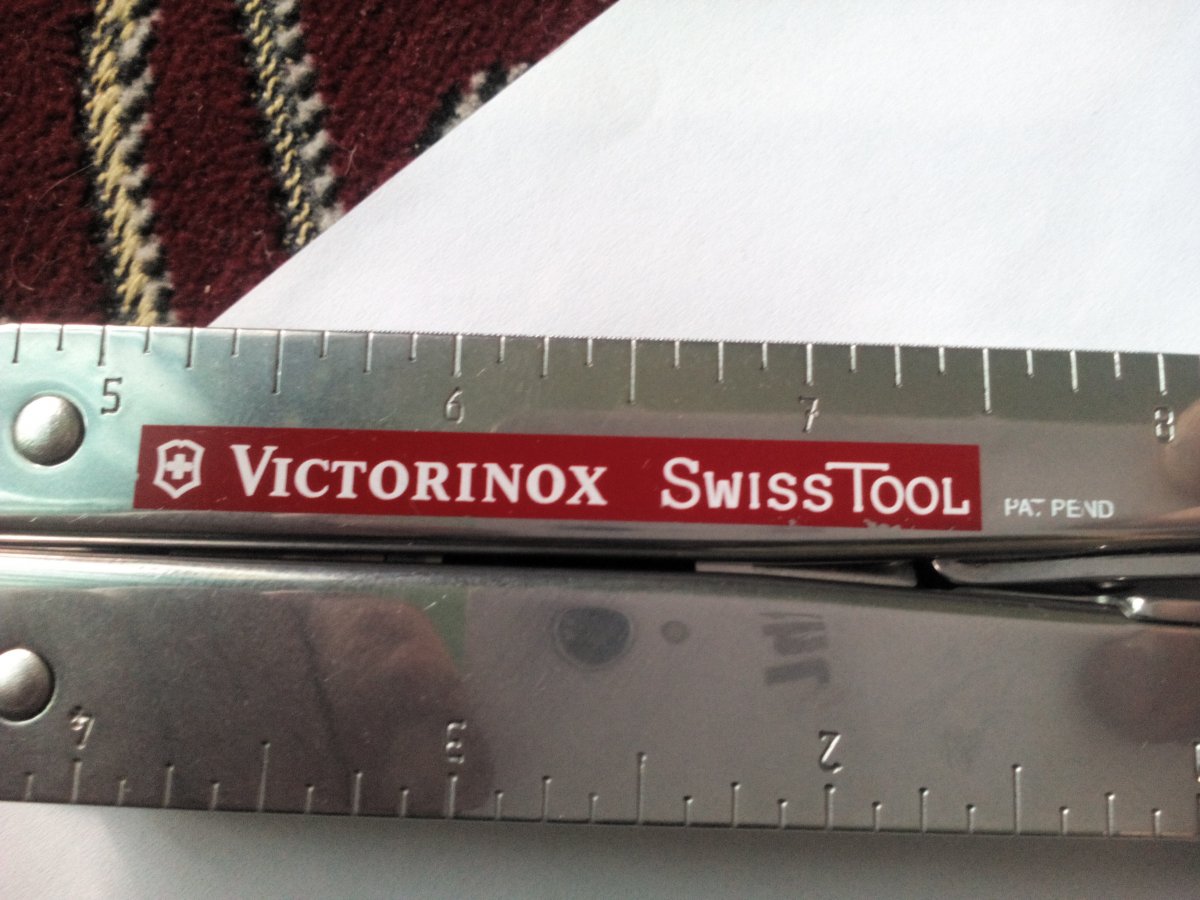 5 6 7 8
VICTORINOX SWISSTOOL PAT. PEND
4 3 2